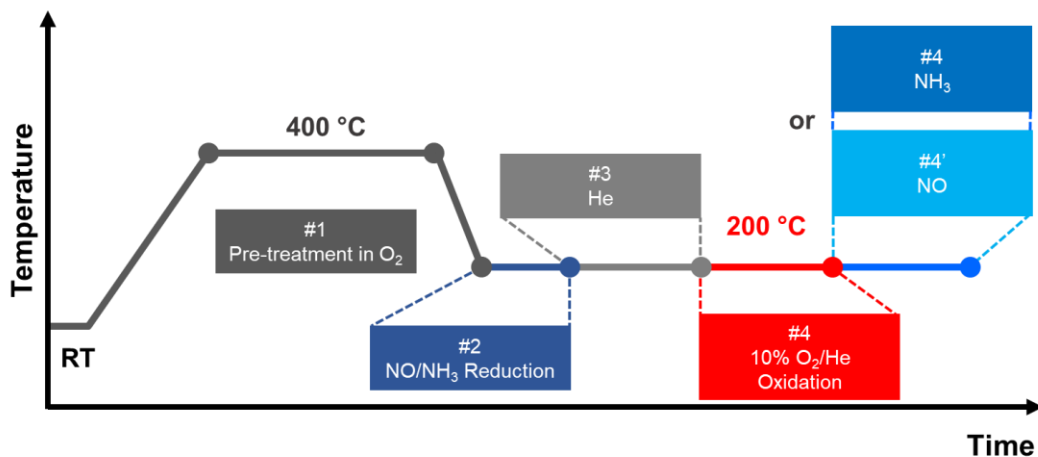 Temperature
RT
400 °C
#1
Pre-treatment in O₂
#2
NO/NH₃ Reduction
#3
He
200 °C
#4
10% O₂/He
Oxidation
or
#4
NH₃
#4’
NO
Time